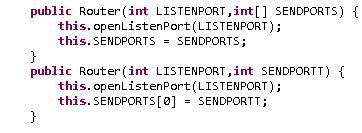 public Router(int LISTENPORT,int[] SENDPORTS) {
this.openListenPort(LISTENPORT);
this.SENDPORTS = SENDPORTS;
}
public Router(int LISTENPORT,int SENDPORTT) {
this.openListenPort(LISTENPORT);
this.SENDPORTS[0] = SENDPORTT;
}